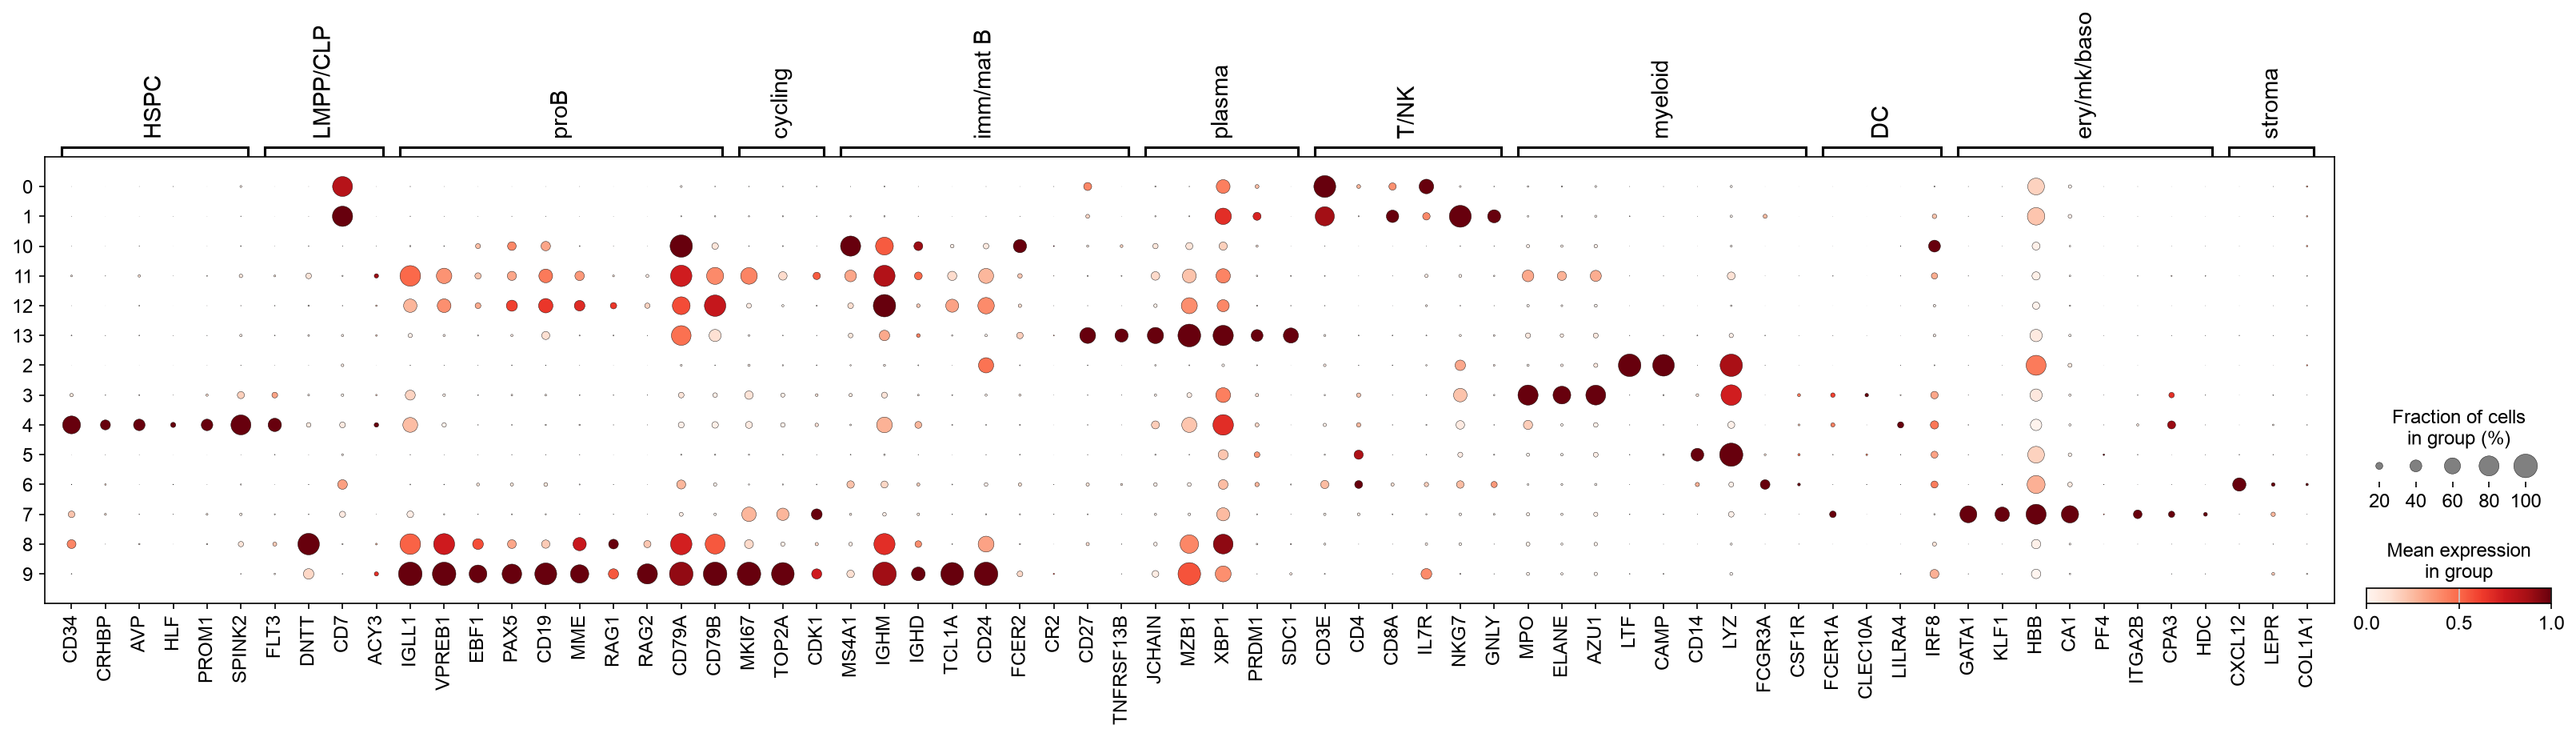 HSPC
LMPP/CLP
proB
cycling
imm/mat B
plasma
T/NK
myeloid
DC
ery/mk/baso
stroma
0
1
10
11
12
13
2
3
4
5
6
7
8
9
CD34
CRHBP
AVP
HLF
PROM1
SPINK2
FLT3
DNTT
CD7
ACY3
IGLL1
VPREB1
EBF1
PAX5
CD19
MME
RAG1
RAG2
CD79A
CD79B
MKI67
TOP2A
CDK1
MS4A1
IGHM
IGHD
TCL1A
CD24
FCER2
CR2
CD27
TNFRSF13B
JCHAIN
MZB1
XBP1
PRDM1
SDC1
CD3E
CD4
CD8A
IL7R
NKG7
GNLY
MPO
ELANE
AZU1
LTF
CAMP
CD14
LYZ
FCGR3A
CSF1R
FCER1A
CLEC10A
LILRA4
IRF8
GATA1
KLF1
HBB
CA1
PF4
ITGA2B
CPA3
HDC
CXCL12
LEPR
COL1A1
Fraction of cells
in group (%)
20 40 60 80 100
Mean expression
in group
0.0 0.5 1.0